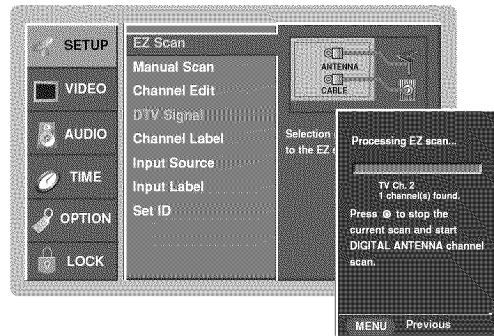 SETUP
VIDEO
AUDIO
TIME
OPTION
LOCK
EZ Scan
Manual Scan
Channel Edit
DTV Signal
Channel Label
Input Source
Input Label
Set ID
ANTENNA
CABLE
Selection
to the EZ
Processing EZ scan...
TV Ch. 2
1 channel(s) found.
Press ⊙ to stop the
current scan and start
DIGITAL ANTENNA channel
scan.
MENU Previous